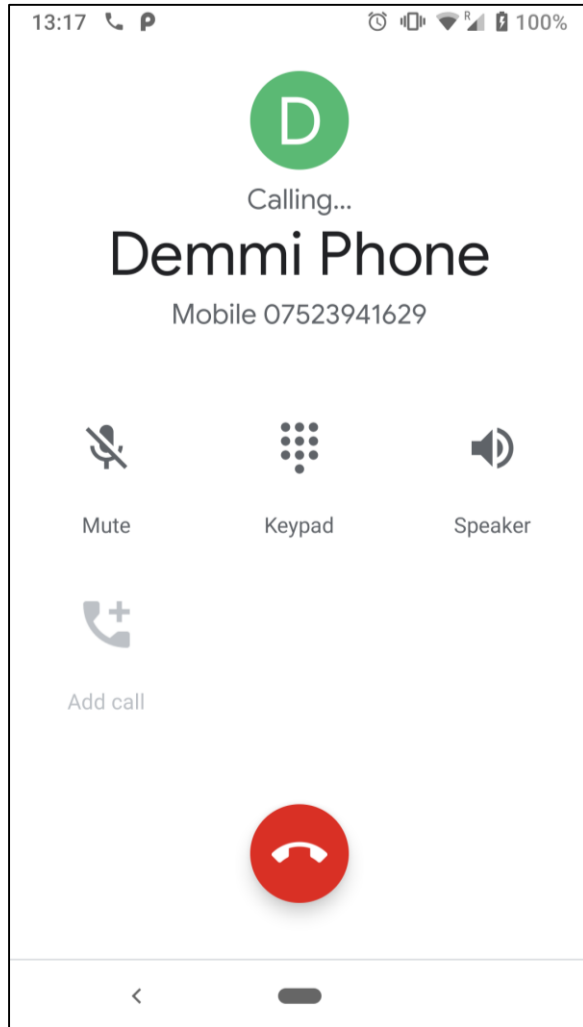 13:17 R 100%
D
Calling...
Demmi Phone
Mobile 07523941629
Mute Keypad Speaker
Add call